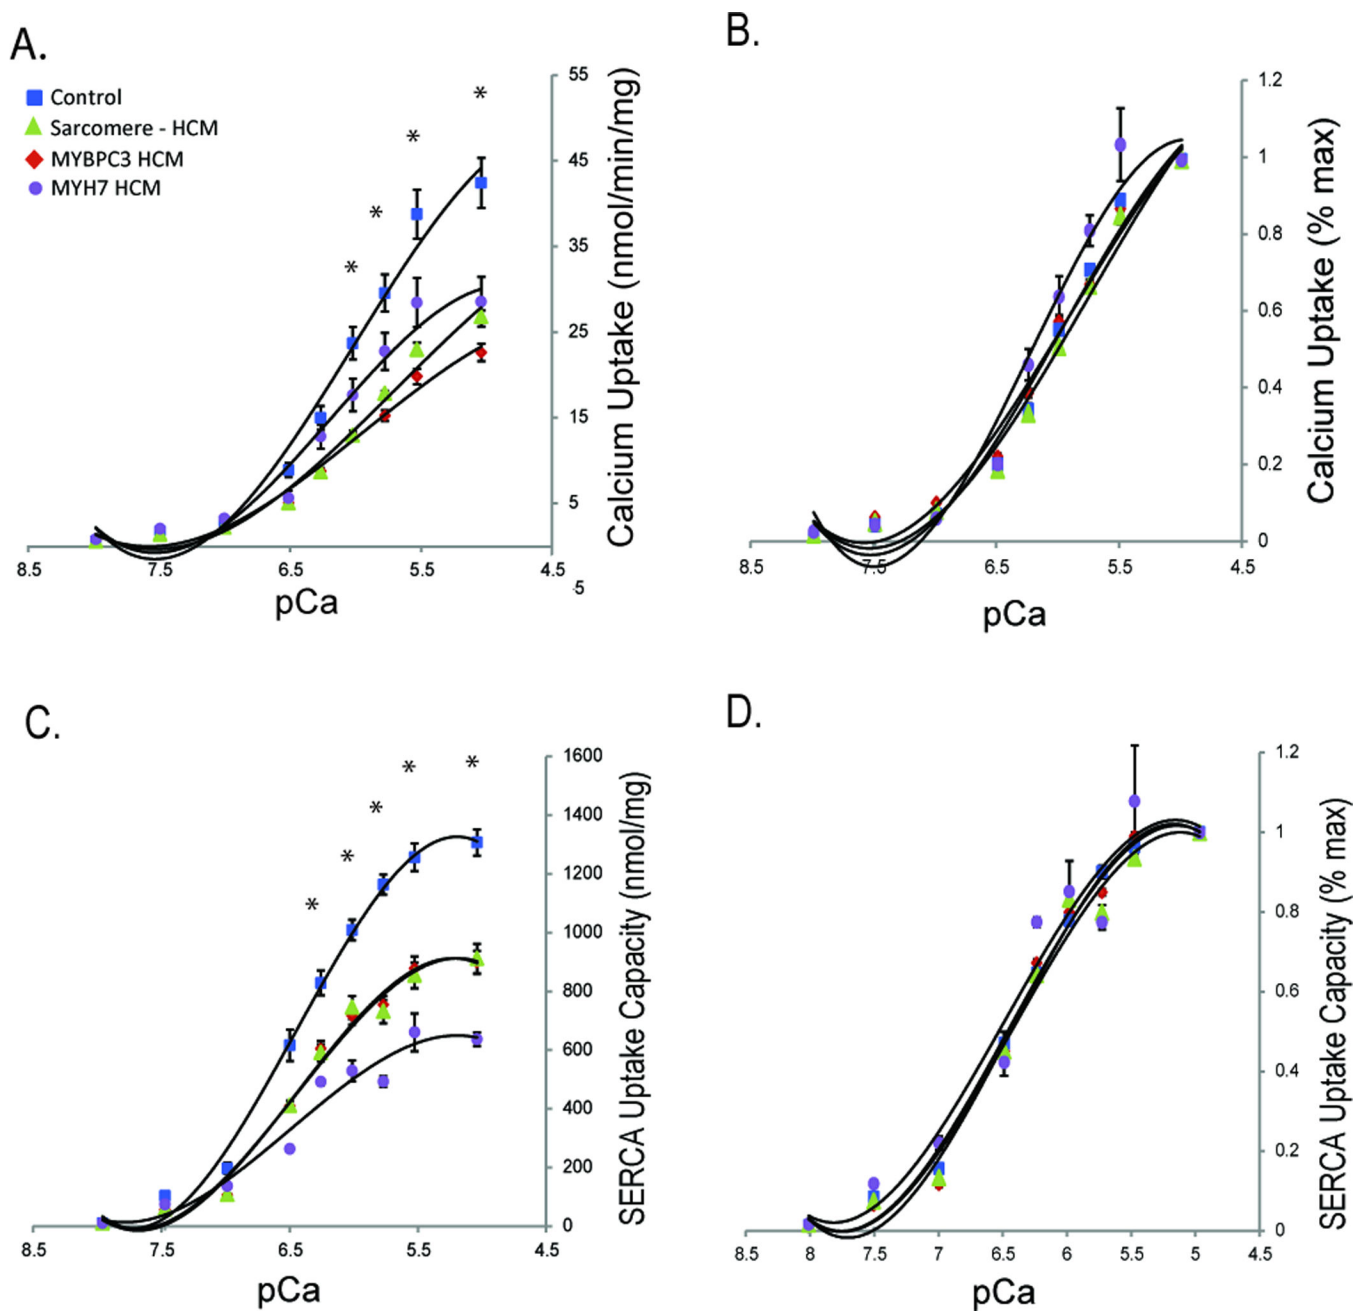 A.
Control
Sarcomere - HCM
MYBPC3 HCM
MYH7 HCM
* * * * *
55
45
35
25
15
5
-5
Calcium Uptake (nmol/min/mg)
8.5 7.5 6.5 5.5 4.5
pCa
B.
1.2
1
0.8
0.6
0.4
0.2
0
Calcium Uptake (% max)
8.5 7.5 6.5 5.5 4.5
pCa
C.
* * * * * *
1600
1400
1200
1000
800
600
400
200
0
SERCA Uptake Capacity (nmol/mg)
8.5 7.5 6.5 5.5 4.5
pCa
D.
1.2
1
0.8
0.6
0.4
0.2
0
SERCA Uptake Capacity (% max)
8.5 8 7.5 7 6.5 6 5.5 5 4.5
pCa